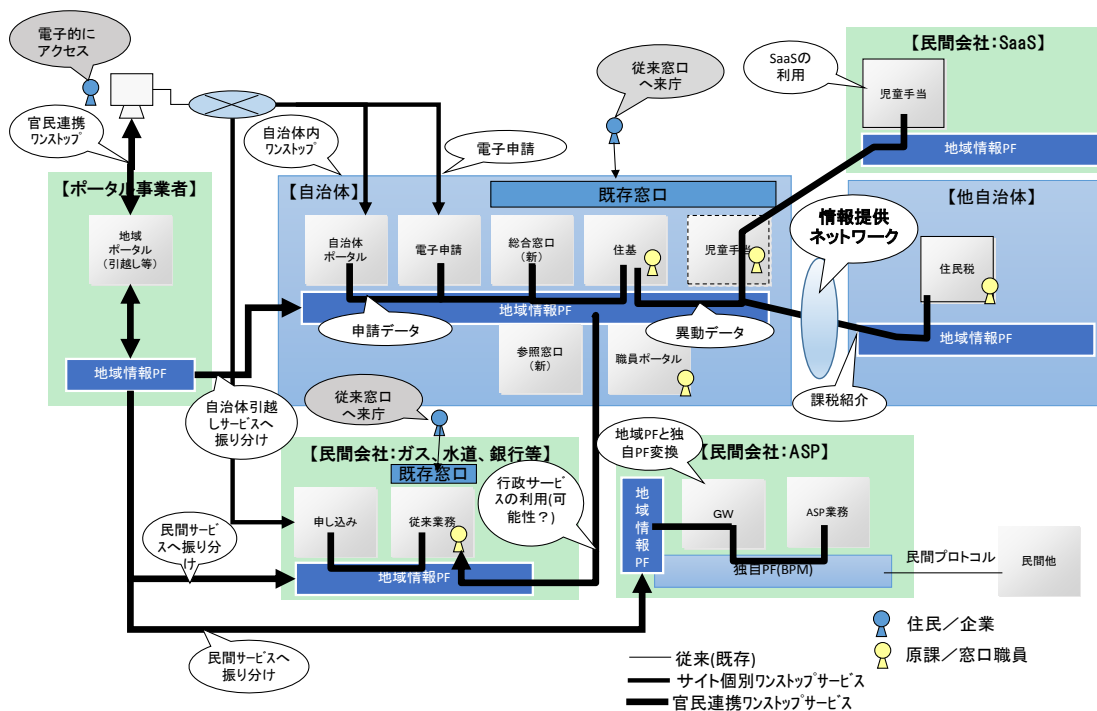 電子的に
アクセス
官民連携
ワンストップ
【ポータル事業者】
地域
ポータル
(引越し等)
地域情報PF
自治体引越
しサービスへ
振り分け
民間サービ
スへ振り分
け
民間サービスへ
振り分け
自治体内
ワンストップ
電子申請
従来窓口
へ来庁
【自治体】
既存窓口
自治体
ポータル
電子申請
総合窓口
(新)
住基
児童手当
地域情報PF
申請データ
異動データ
参照窓口
(新)
職員ポータル
SaaSの
利用
【民間会社:SaaS】
児童手当
地域情報PF
情報提供
ネットワーク
【他自治体】
住民税
地域情報PF
課税紹介
従来窓口
へ来庁
【民間会社:ガス、水道、銀行等】
既存窓口
申し込み
従来業務
地域情報PF
行政サービ
スの利用(可
能性?)
地域PFと独
自PF変換
【民間会社:ASP】
地域情報PF
GW
ASP業務
独自PF(BPM)
民間プロトコル
民間他
住民/企業
原課/窓口職員
従来(既存)
サイト個別ワンストップサービス
官民連携ワンストップサービス